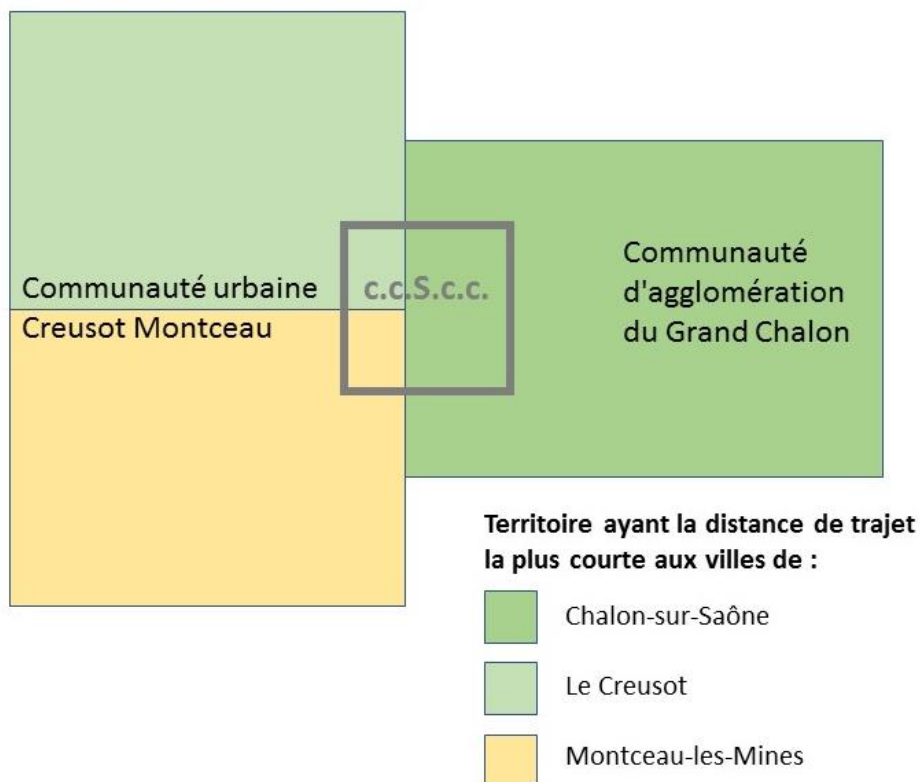 Communauté urbaine
Creusot Montceau
c.c.S.c.c.
Communauté
d'agglomération
du Grand Chalon
Territoire ayant la distance de trajet
la plus courte aux villes de :
Chalon-sur-Saône
Le Creusot
Montceau-les-Mines